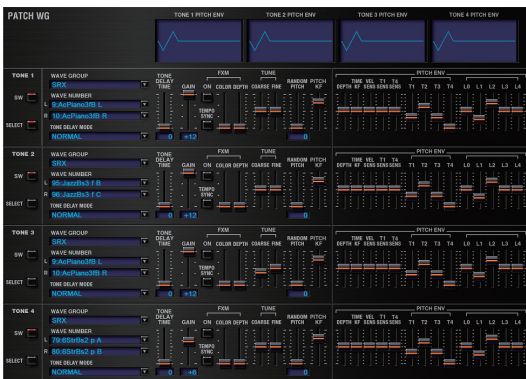 PATCH WG
TONE 1 PITCH ENV TONE 2 PITCH ENV TONE 3 PITCH ENV TONE 4 PITCH ENV
TONE 1 WAVE GROUP TONE DELAY TIME GAIN FXM TUNE RANDOM PITCH PITCH KF PITCH ENV
SRX
SW WAVE NUMBER ON COLOR DEPTH COARSE FINE DEPTH TIME KF VEL SENS T1 SENS T4 SENS T1 T2 T3 T4 L0 L1 L2 L3 L4
L 9:AcPiano3fB L
SELECT R 10:AcPiano3fB R TEMPO SYNC
TONE DELAY MODE
NORMAL 0 +12 0
TONE 2 WAVE GROUP TONE DELAY TIME GAIN FXM TUNE RANDOM PITCH PITCH KF PITCH ENV
SRX
SW WAVE NUMBER ON COLOR DEPTH COARSE FINE DEPTH TIME KF VEL SENS T1 SENS T4 SENS T1 T2 T3 T4 L0 L1 L2 L3 L4
L 95:JazzBs3 f B
SELECT R 96:JazzBs3 f C TEMPO SYNC
TONE DELAY MODE
NORMAL 0 +12 0
TONE 3 WAVE GROUP TONE DELAY TIME GAIN FXM TUNE RANDOM PITCH PITCH KF PITCH ENV
SRX
SW WAVE NUMBER ON COLOR DEPTH COARSE FINE DEPTH TIME KF VEL SENS T1 SENS T4 SENS T1 T2 T3 T4 L0 L1 L2 L3 L4
L 9:AcPiano3fB L
SELECT R 10:AcPiano3fB R TEMPO SYNC
TONE DELAY MODE
NORMAL 0 +12 0
TONE 4 WAVE GROUP TONE DELAY TIME GAIN FXM TUNE RANDOM PITCH PITCH KF PITCH ENV
SRX
SW WAVE NUMBER ON COLOR DEPTH COARSE FINE DEPTH TIME KF VEL SENS T1 SENS T4 SENS T1 T2 T3 T4 L0 L1 L2 L3 L4
L 79:6StrBs2 p A
SELECT R 80:6StrBs2 p B TEMPO SYNC
TONE DELAY MODE
NORMAL 0 +6 0